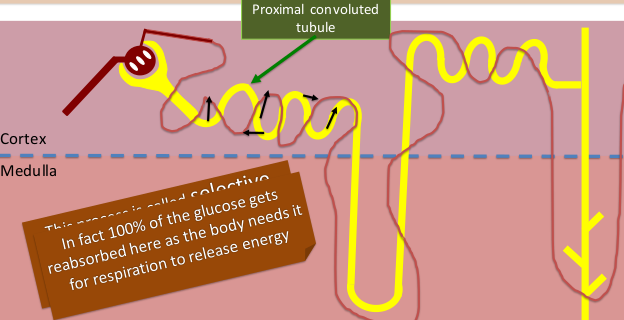 Proximal convoluted
tubule
Cortex
Medulla
This process is called selective
In fact 100% of the glucose gets
reabsorbed here as the body needs it
for respiration to release energy